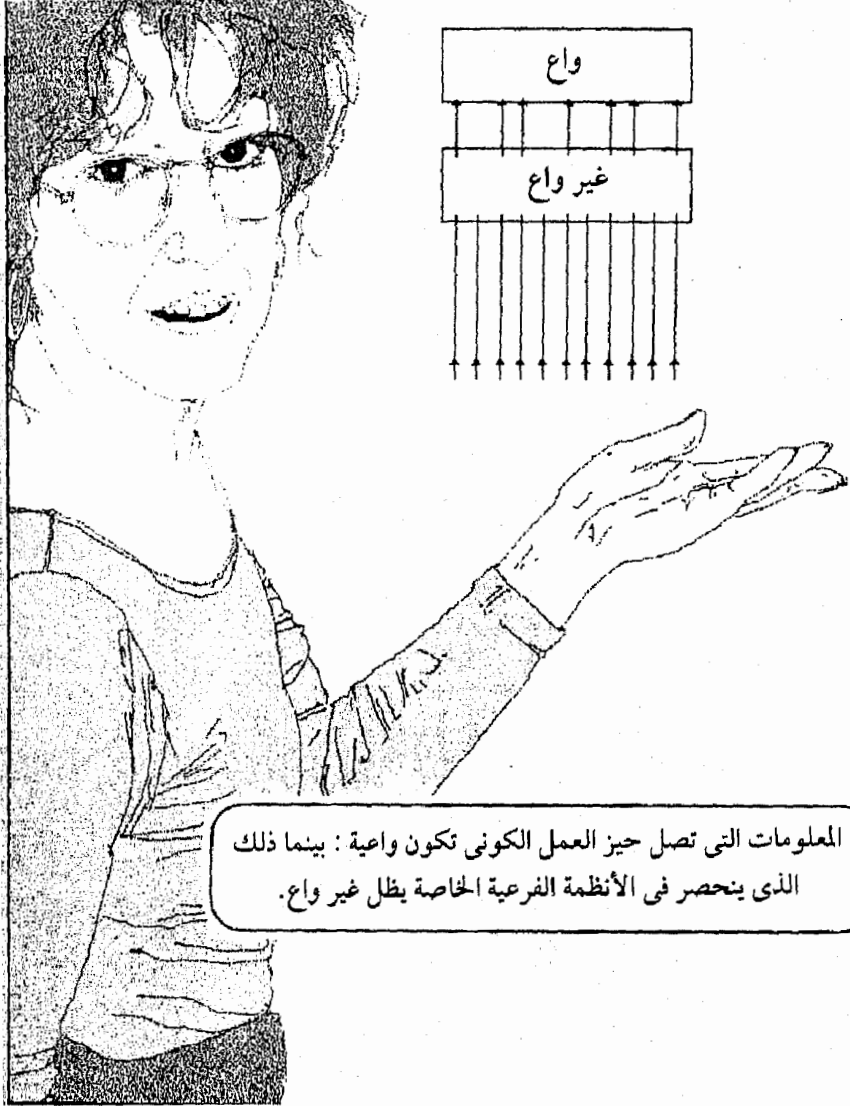 واع
غير واع
المعلومات التى تصل حيز العمل الكونى تكون واعية : بينما ذلك
الذى ينحصر فى الأنظمة الفرعية الخاصة يظل غير واع.